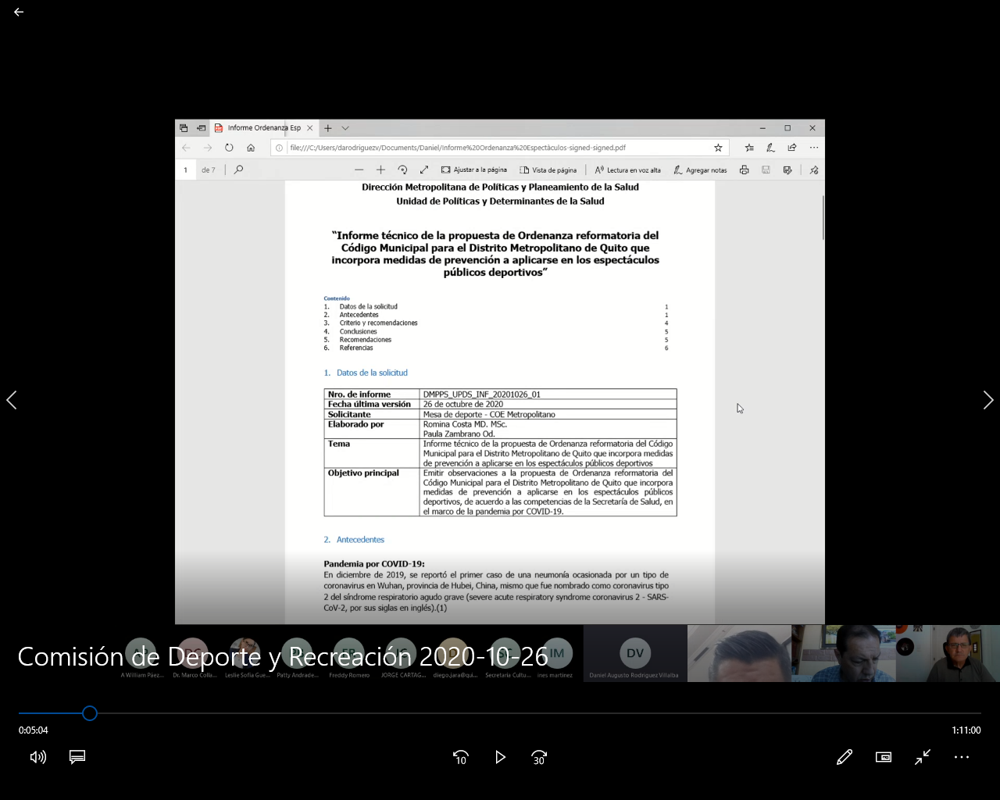 Informe Ordenanza Esp
file:///C:/Users/darodriguezv/Documents/Daniel/Informe%20Ordenanza%20Espectàculos-signed-signed.pdf
1 de 7
Ajustar a la página
Vista de página
Lectura en voz alta
Agregar notas
Dirección Metropolitana de Políticas y Planeamiento de la Salud
Unidad de Políticas y Determinantes de la Salud
“Informe técnico de la propuesta de Ordenanza reformatoria del
Código Municipal para el Distrito Metropolitano de Quito que
incorpora medidas de prevención a aplicarse en los espectáculos
públicos deportivos”
Contenido
1. Datos de la solicitud 1
2. Antecedentes 1
3. Criterio y recomendaciones 4
4. Conclusiones 5
5. Recomendaciones 5
6. Referencias 6
1. Datos de la solicitud
Nro. de informe DMPPS_UPDS_INF_20201026_01
Fecha última versión 26 de octubre de 2020
Solicitante Mesa de deporte - COE Metropolitano
Elaborado por Romina Costa MD. MSc.
Paula Zambrano Od.
Tema Informe técnico de la propuesta de Ordenanza reformatoria del Código
Municipal para el Distrito Metropolitano de Quito que incorpora medidas
de prevención a aplicarse en los espectáculos públicos deportivos
Objetivo principal Emitir observaciones a la propuesta de Ordenanza reformatoria del
Código Municipal para el Distrito Metropolitano de Quito que incorpora
medidas de prevención a aplicarse en los espectáculos públicos
deportivos, de acuerdo a las competencias de la Secretaría de Salud, en
el marco de la pandemia por COVID-19.
2. Antecedentes
Pandemia por COVID-19:
En diciembre de 2019, se reportó el primer caso de una neumonía ocasionada por un tipo de
coronavirus en Wuhan, provincia de Hubei, China, mismo que fue nombrado como coronavirus tipo
2 del síndrome respiratorio agudo grave (severe acute respiratory syndrome coronavirus 2 - SARS-
CoV-2, por sus siglas en inglés).(1)
Comisión de Deporte y Recreación 2020-10-26
IM
DV
A William Páez...
Dr. Marco Colla...
Leslie Sofia Gue...
Patty Andrade...
Freddy Romero
JORGE CARTAG...
diego.jara@qui...
Secretaria Cultu...
ines martinez
Daniel Augusto Rodriguez Villalba
0:05:04
1:11:00
10
30